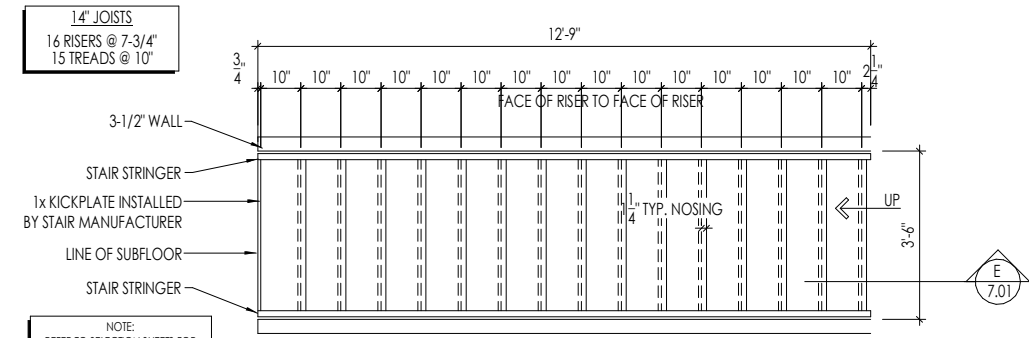 14" JOISTS
16 RISERS @ 7-3/4"
15 TREADS @ 10"
12'-9"
3/4" 10" 10" 10" 10" 10" 10" 10" 10" 10" 10" 10" 10" 10" 10" 10" 2 1/4"
FACE OF RISER TO FACE OF RISER
3-1/2" WALL
STAIR STRINGER
1x KICKPLATE INSTALLED
BY STAIR MANUFACTURER
LINE OF SUBFLOOR
STAIR STRINGER
1 1/4" TYP. NOSING
UP
3'-6"
E
7.01
NOTE: